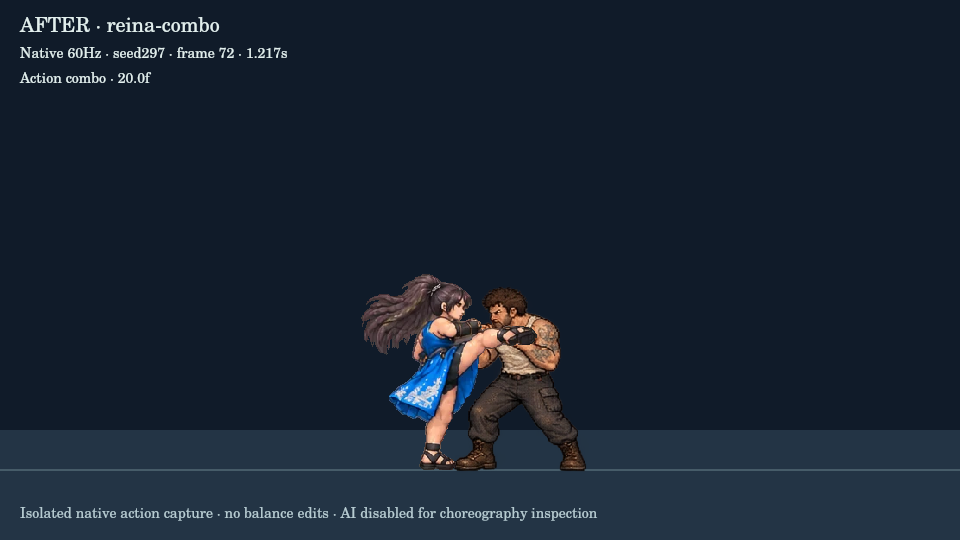 AFTER · reina-combo
Native 60Hz · seed297 · frame 72 · 1.217s
Action combo · 20.0f
Isolated native action capture · no balance edits · AI disabled for choreography inspection